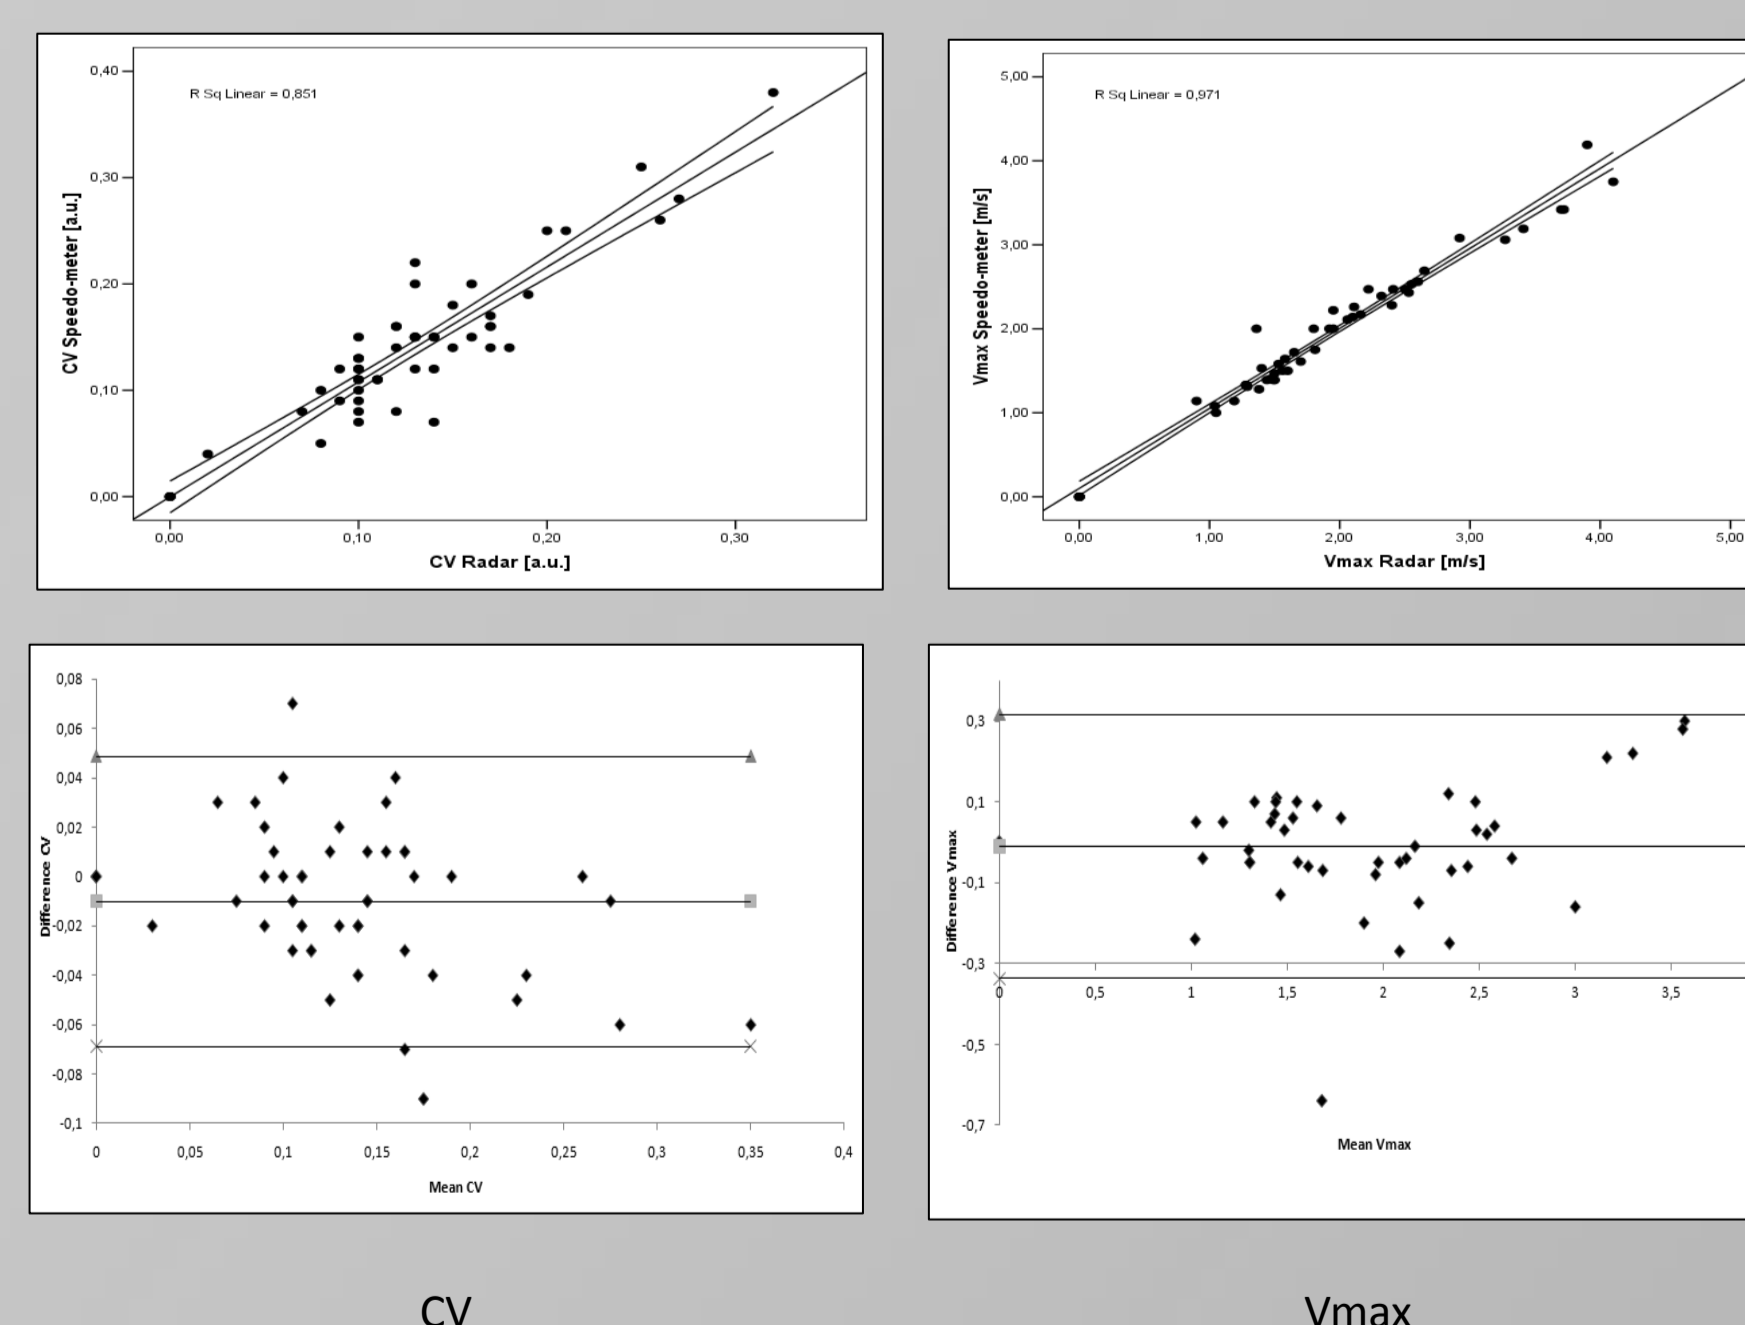 0,40
0,30
0,20
0,10
0,00
R Sq Linear = 0,851
CV Speedo-meter [a.u.]
0,00 0,10 0,20 0,30
CV Radar [a.u.]
5,00
4,00
3,00
2,00
1,00
0,00
R Sq Linear = 0,971
Vmax Speedo-meter [m/s]
0,00 1,00 2,00 3,00 4,00 5,00
Vmax Radar [m/s]
0,08
0,06
0,04
0,02
0
-0,02
-0,04
-0,06
-0,08
-0,1
Difference CV
0 0,05 0,1 0,15 0,2 0,25 0,3 0,35 0,4
Mean CV
0,3
0,1
-0,1
-0,3
-0,5
-0,7
Difference Vmax
0 0,5 1 1,5 2 2,5 3 3,5
Mean Vmax
CV
Vmax